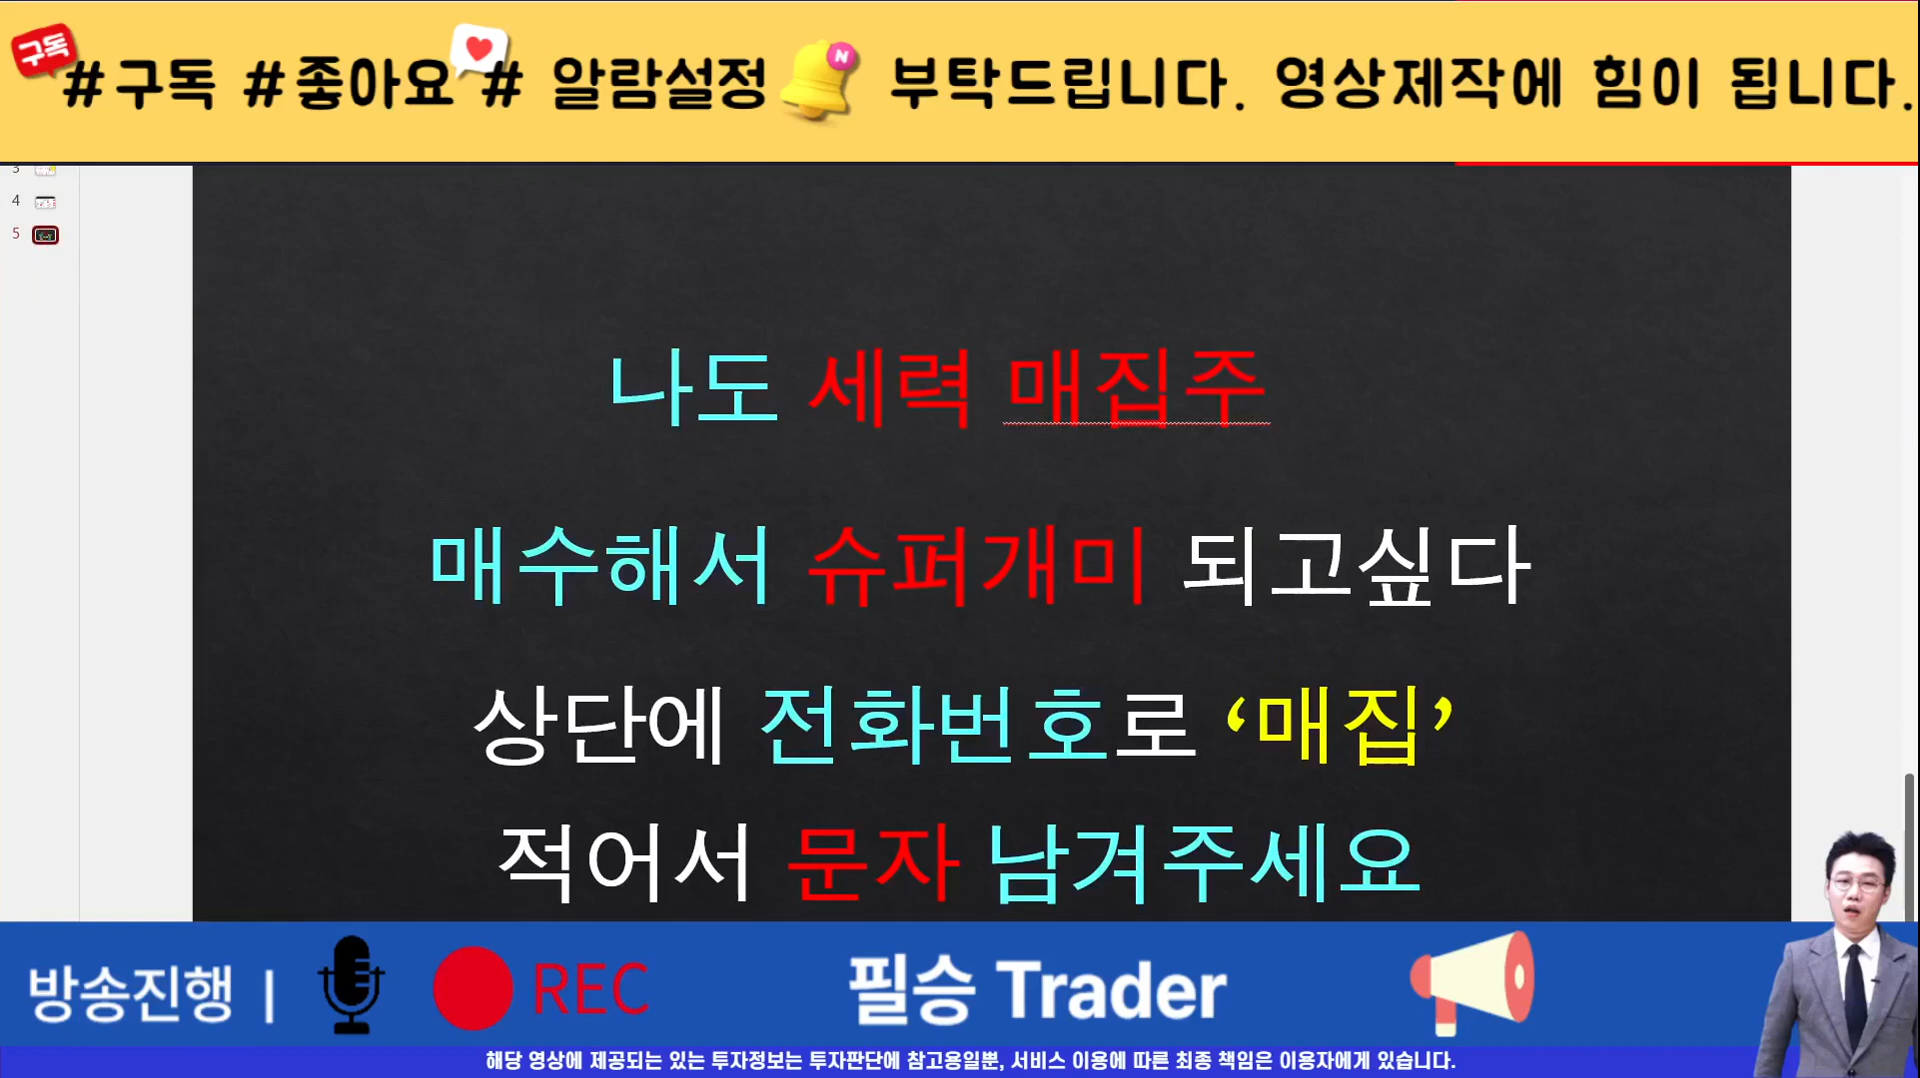 구독
#구독 #좋아요 # 알람설정 N 부탁드립니다. 영상제작에 힘이 됩니다.
3
4
5
나도 세력 매집주
매수해서 슈퍼개미 되고싶다
상단에 전화번호로 ‘매집’
적어서 문자 남겨주세요
방송진행 | REC 필승 Trader
해당 영상에 제공되는 있는 투자정보는 투자판단에 참고용일뿐, 서비스 이용에 따른 최종 책임은 이용자에게 있습니다.